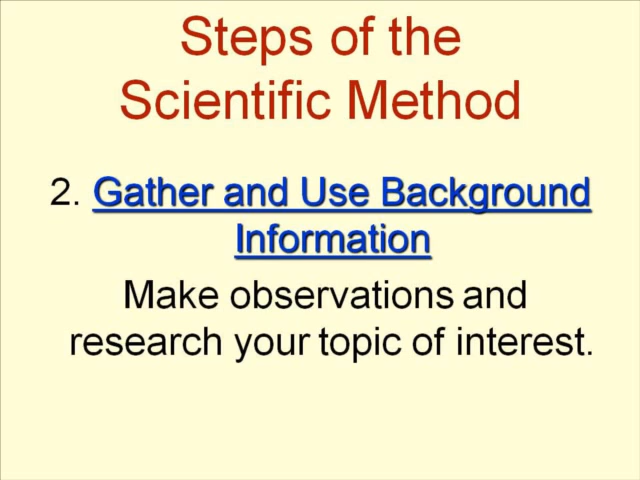 Steps of the
Scientific Method
2. Gather and Use Background
Information
Make observations and
research your topic of interest.